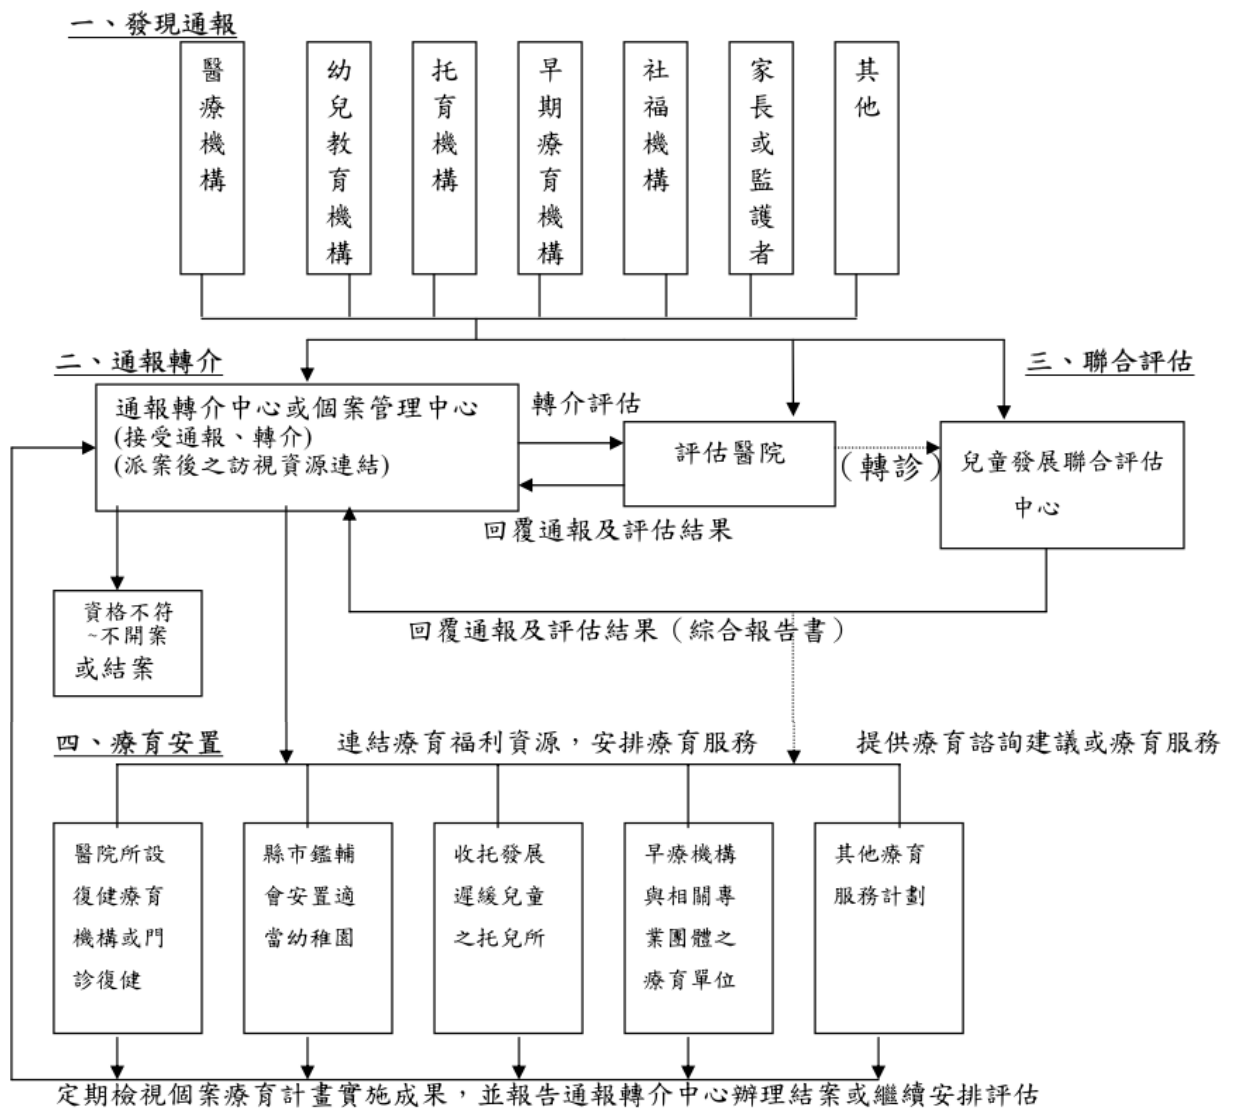 一、發現通報
醫療機構
幼兒教育機構
托育機構
早期療育機構
社福機構
家長或監護者
其他
二、通報轉介
三、聯合評估
通報轉介中心或個案管理中心
(接受通報、轉介)
(派案後之訪視資源連結)
轉介評估
評估醫院
（轉診）
兒童發展聯合評估
中心
回覆通報及評估結果
資格不符
~不開案
或結案
回覆通報及評估結果（綜合報告書）
四、療育安置
連結療育福利資源，安排療育服務
提供療育諮詢建議或療育服務
醫院所設
復健療育
機構或門
診復健
縣市鑑輔
會安置適
當幼稚園
收托發展
遲緩兒童
之托兒所
早療機構
與相關專
業團體之
療育單位
其他療育
服務計劃
定期檢視個案療育計畫實施成果，並報告通報轉介中心辦理結案或繼續安排評估